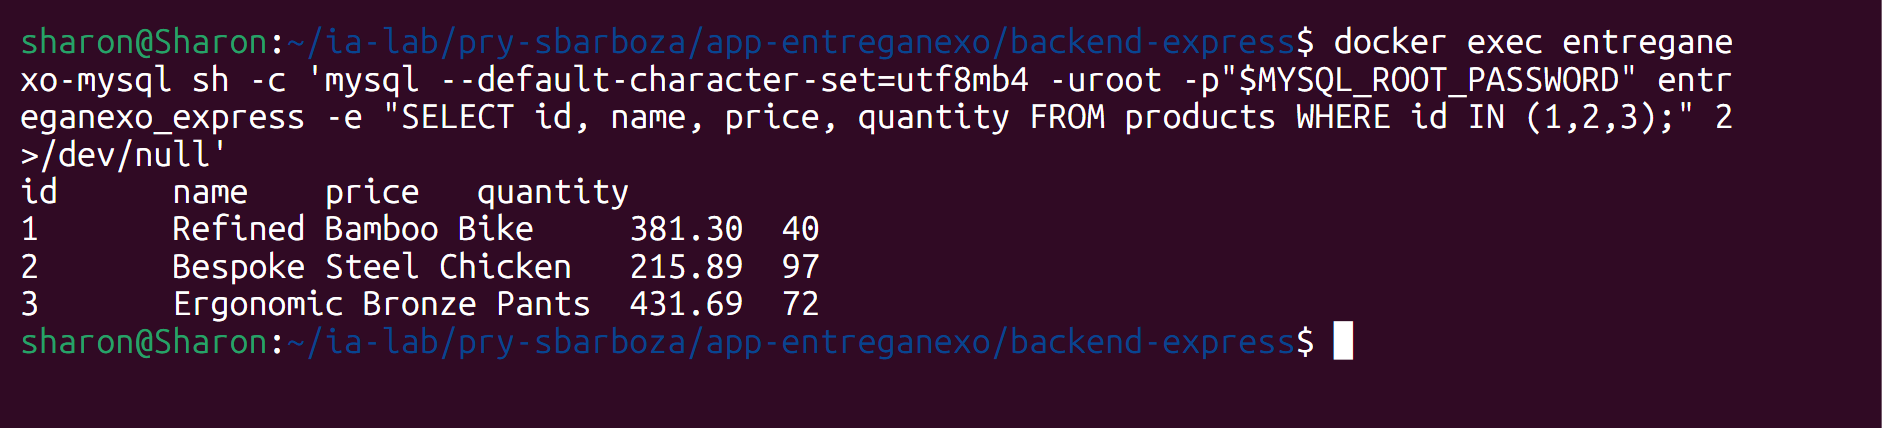 sharon@Sharon:~/ia-lab/pry-sbarboza/app-entreganexo/backend-express$ docker exec entregane
xo-mysql sh -c 'mysql --default-character-set=utf8mb4 -uroot -p"$MYSQL_ROOT_PASSWORD" entr
eganexo_express -e "SELECT id, name, price, quantity FROM products WHERE id IN (1,2,3);" 2
>/dev/null'
id      name    price   quantity
1       Refined Bamboo Bike     381.30  40
2       Bespoke Steel Chicken   215.89  97
3       Ergonomic Bronze Pants  431.69  72
sharon@Sharon:~/ia-lab/pry-sbarboza/app-entreganexo/backend-express$